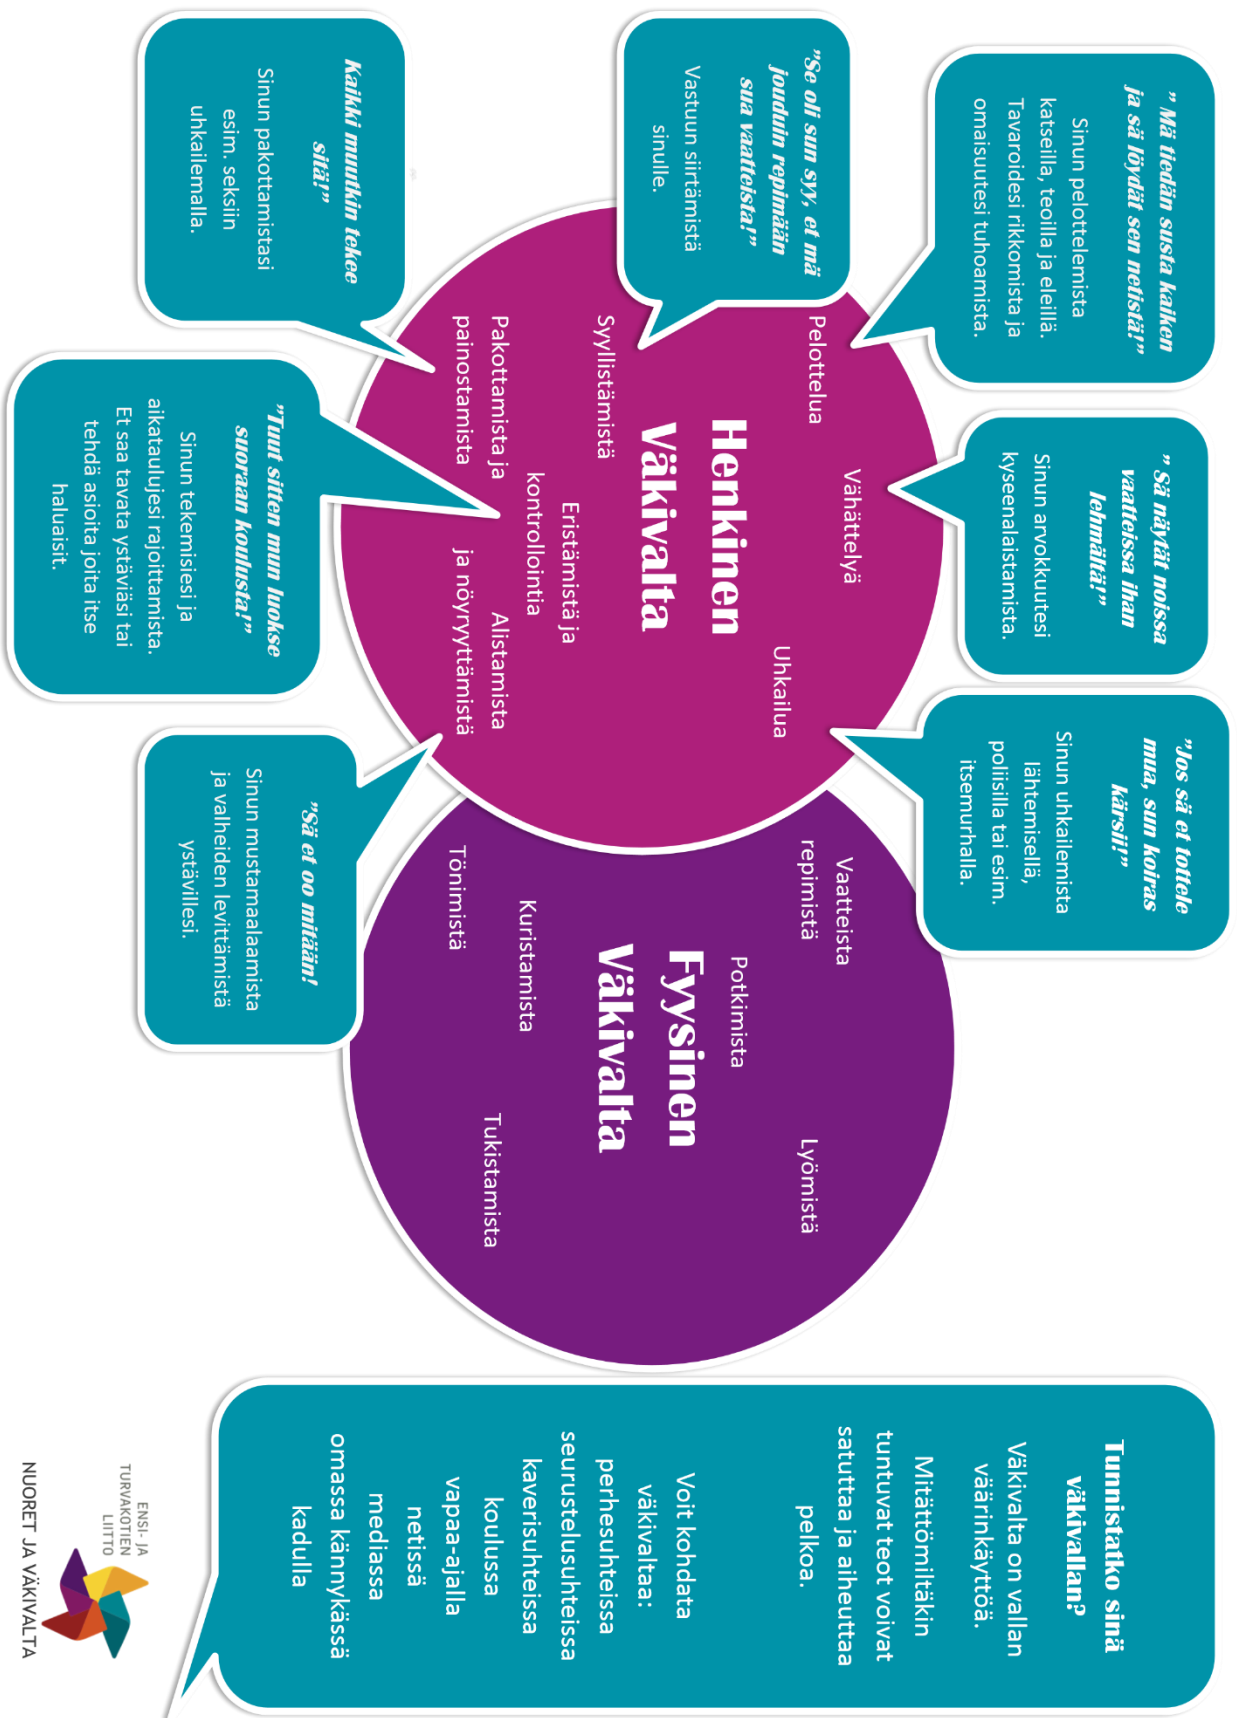 ” Mä tiedän susta kaiken
ja sä löydät sen netistä!”
Sinun pelottelemista
katseilla, teoilla ja eleillä.
Tavaroidesi rikkomista ja
omaisuutesi tuhoamista.
” Sä näytät noissa
vaatteissa ihan
lehmältä!”
Sinun arvokkuutesi
kyseenalaistamista.
”Jos sä et tottele
mua, sun koiras
kärsii!”
Sinun uhkailemista
lähtemisellä,
poliisilla tai esim.
itsemurhalla.
”Se oli sun syy, et mä
jouduin repimään
sua vaatteista!”
Vastuun siirtämistä
sinulle.
Kaikki muutkin tekee
sitä!”
Sinun pakottamistasi
esim. seksiin
uhkailemalla.
”Tuut sitten mun luokse
suoraan koulusta!”
Sinun tekemisiesi ja
aikataulujesi rajoittamista.
Et saa tavata ystäviäsi tai
tehdä asioita joita itse
haluaisit.
”Sä et oo mitään!
Sinun mustamaalaamista
ja valheiden levittämistä
ystävillesi.
Pelottelua
Vähättelyä
Uhkailua
Henkinen
Väkivalta
Syyllistämistä
Pakottamista ja
painostamista
Eristämistä ja
kontrollointia
Alistamista
ja nöyryyttämistä
Vaatteista
repimistä
Lyömistä
Potkimista
Fyysinen
Väkivalta
Kuristamista
Tukistamista
Tönimistä
Tunnistatko sinä
väkivallan?
Väkivalta on vallan
väärinkäyttöä.
Mitättömiltäkin
tuntuvat teot voivat
satuttaa ja aiheuttaa
pelkoa.
Voit kohdata
väkivaltaa:
perhesuhteissa
seurustelusuhteissa
kaverisuhteissa
koulussa
vapaa-ajalla
netissä
mediassa
omassa kännykässä
kadulla
ENSI- JA
TURVAKOTIEN
LIITTO
NUORET JA VÄKIVALTA